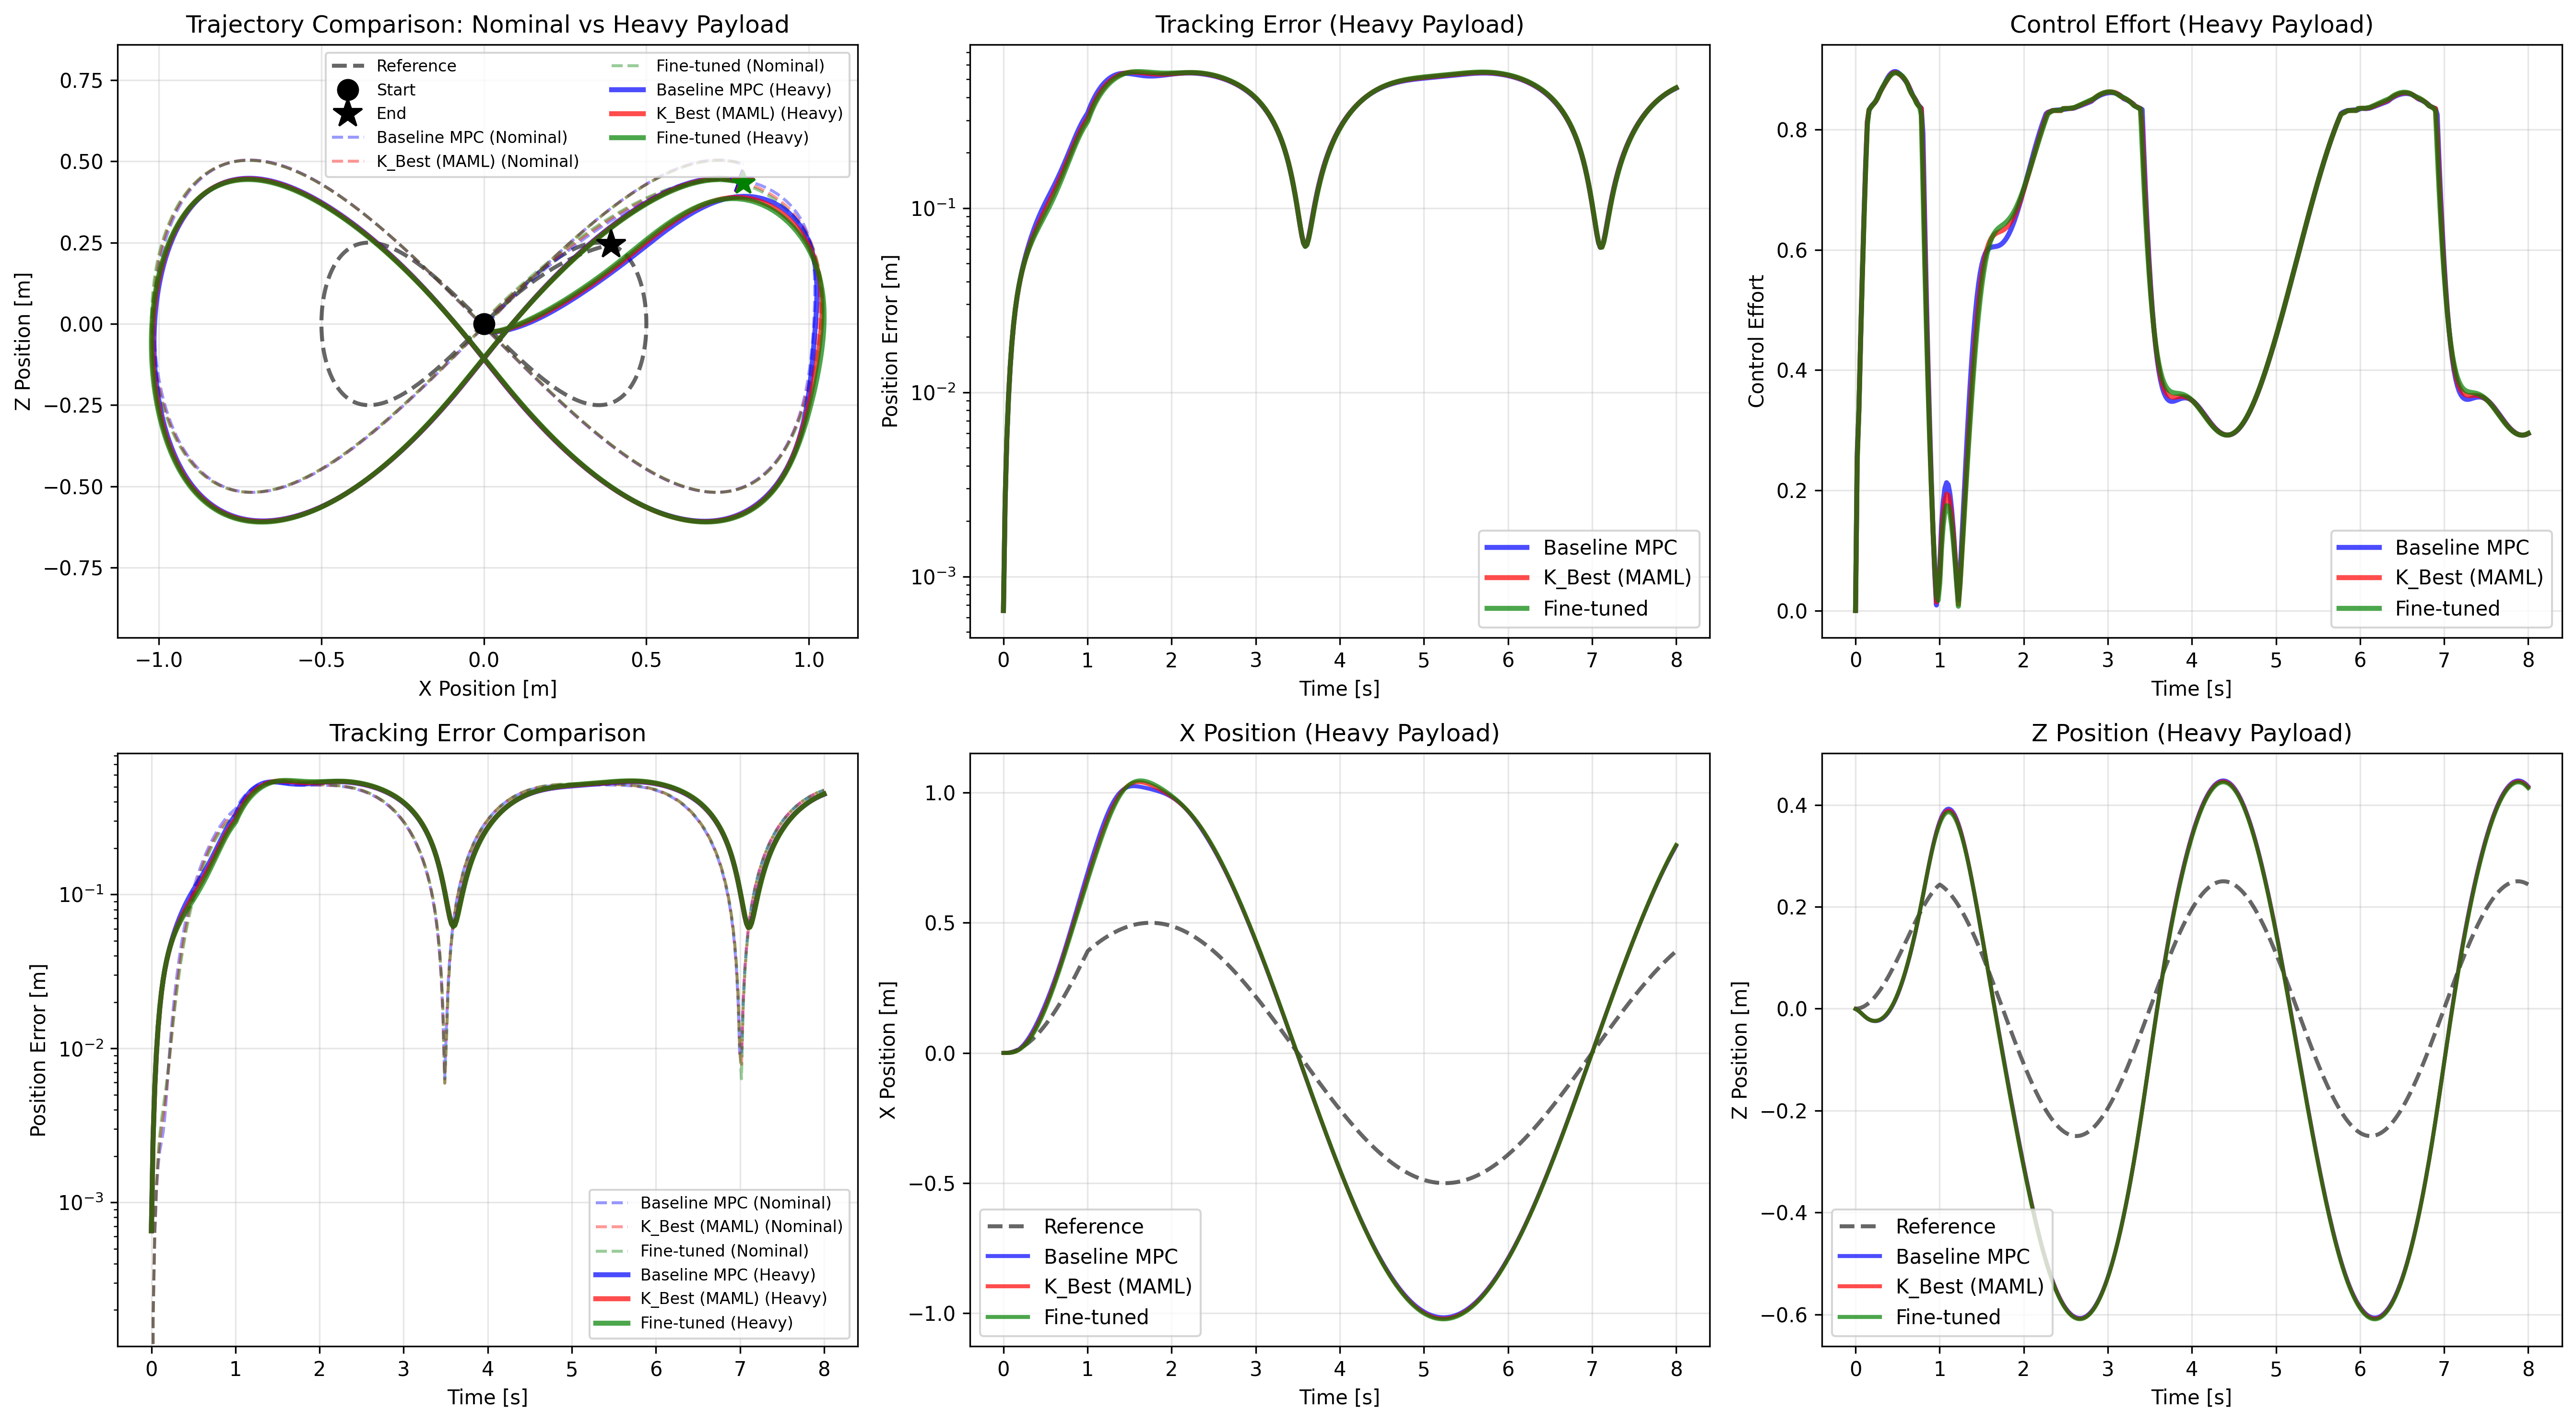 Trajectory Comparison: Nominal vs Heavy Payload
Z Position [m]
0.75
0.50
0.25
0.00
−0.25
−0.50
−0.75
−1.0
−0.5
0.0
0.5
1.0
X Position [m]
Reference
Start
End
Baseline MPC (Nominal)
K_Best (MAML) (Nominal)
Fine-tuned (Nominal)
Baseline MPC (Heavy)
K_Best (MAML) (Heavy)
Fine-tuned (Heavy)
Tracking Error (Heavy Payload)
Position Error [m]
10⁻¹
10⁻²
10⁻³
0
1
2
3
4
5
6
7
8
Time [s]
Baseline MPC
K_Best (MAML)
Fine-tuned
Control Effort (Heavy Payload)
Control Effort
0.8
0.6
0.4
0.2
0.0
0
1
2
3
4
5
6
7
8
Time [s]
Baseline MPC
K_Best (MAML)
Fine-tuned
Tracking Error Comparison
Position Error [m]
10⁻¹
10⁻²
10⁻³
0
1
2
3
4
5
6
7
8
Time [s]
Baseline MPC (Nominal)
K_Best (MAML) (Nominal)
Fine-tuned (Nominal)
Baseline MPC (Heavy)
K_Best (MAML) (Heavy)
Fine-tuned (Heavy)
X Position (Heavy Payload)
X Position [m]
1.0
0.5
0.0
−0.5
−1.0
0
1
2
3
4
5
6
7
8
Time [s]
Reference
Baseline MPC
K_Best (MAML)
Fine-tuned
Z Position (Heavy Payload)
Z Position [m]
0.4
0.2
0.0
−0.2
−0.4
−0.6
0
1
2
3
4
5
6
7
8
Time [s]
Reference
Baseline MPC
K_Best (MAML)
Fine-tuned